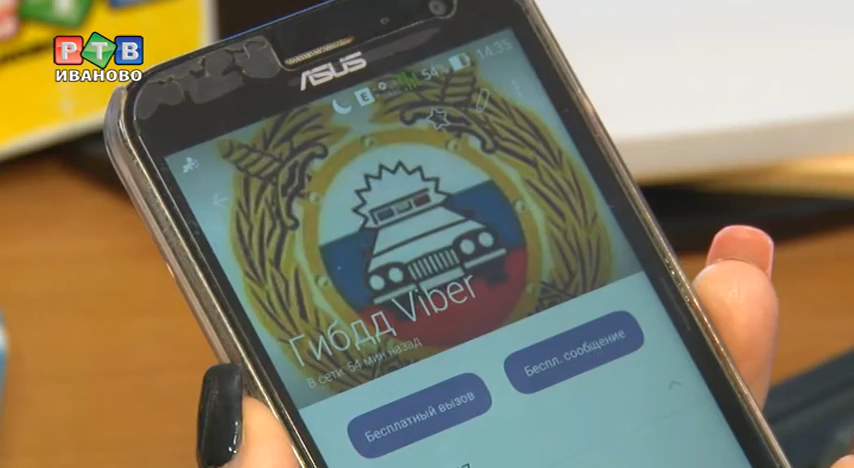 РТВ
ИВАНОВО
ASUS
54% 14:35
Гибдд Viber
В сети 54 мин назад
Бесплатный вызов
Беспл. сообщение